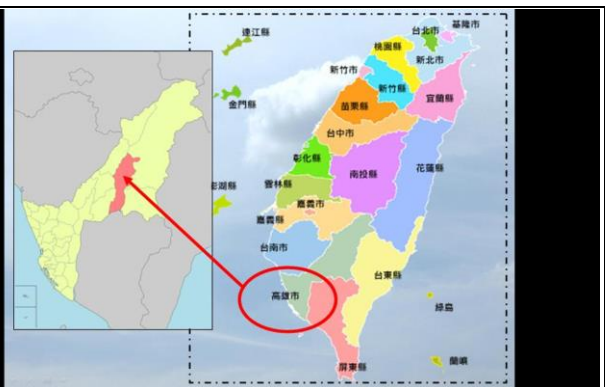 連江縣
台北市
基隆市
桃園縣
新北市
新竹市
新竹縣
宜蘭縣
金門縣
苗栗縣
台中市
彰化縣
南投縣
花蓮縣
澎湖縣
雲林縣
嘉義市
嘉義縣
台南市
台東縣
高雄市
綠島
蘭嶼
屏東縣